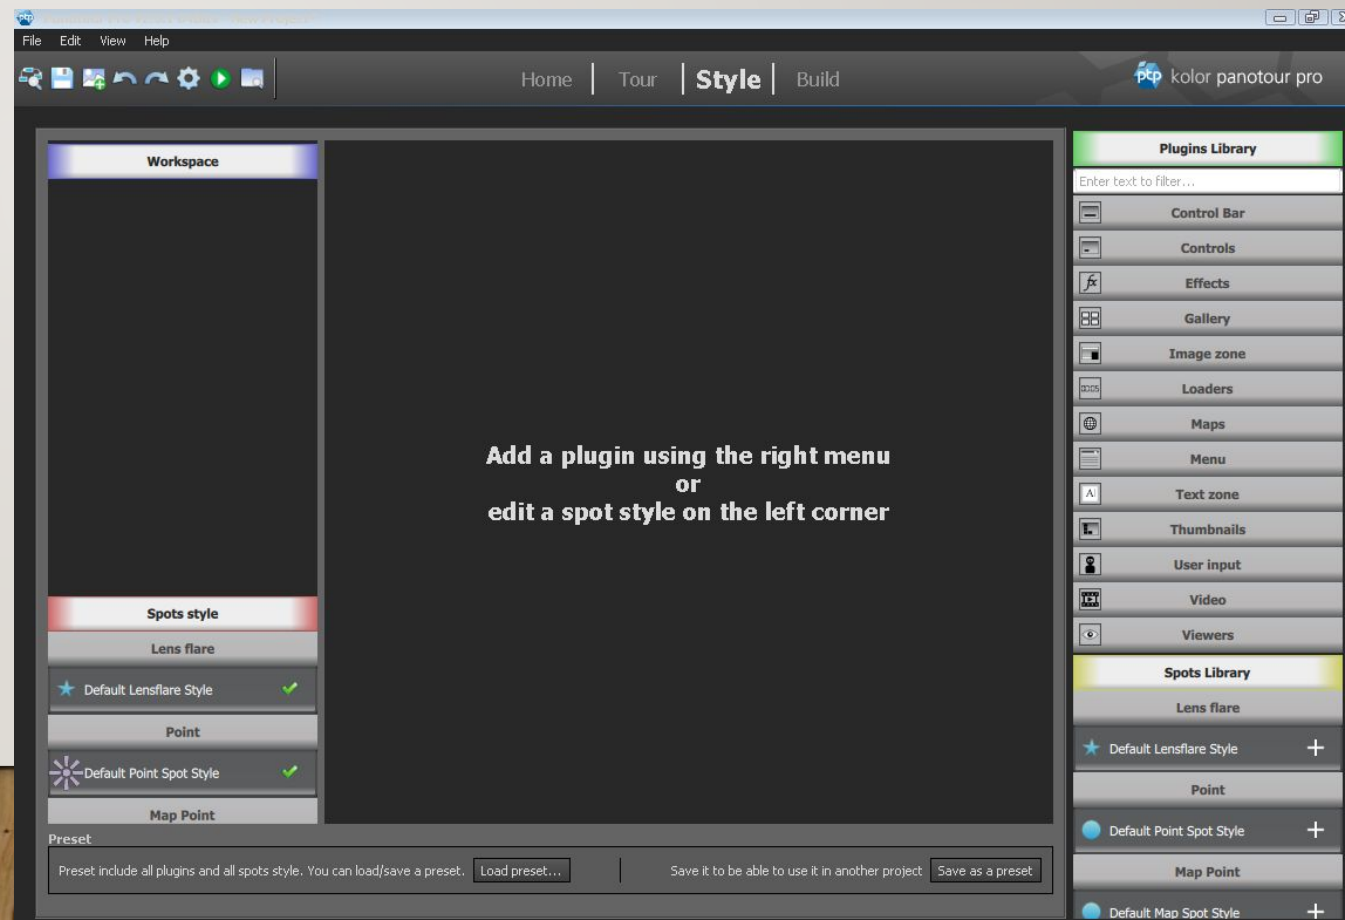 File Edit View Help
Home Tour Style Build
ptp kolor panotour pro
Workspace
Add a plugin using the right menu
or
edit a spot style on the left corner
Spots style
Lens flare
Default Lensflare Style
Point
Default Point Spot Style
Map Point
Preset
Preset include all plugins and all spots style. You can load/save a preset. Load preset...
Save it to be able to use it in another project Save as a preset
Plugins Library
Enter text to filter...
Control Bar
Controls
fx Effects
Gallery
Image zone
Loaders
Maps
Menu
Text zone
Thumbnails
User input
Video
Viewers
Spots Library
Lens flare
Default Lensflare Style
Point
Default Point Spot Style
Map Point
Default Map Spot Style